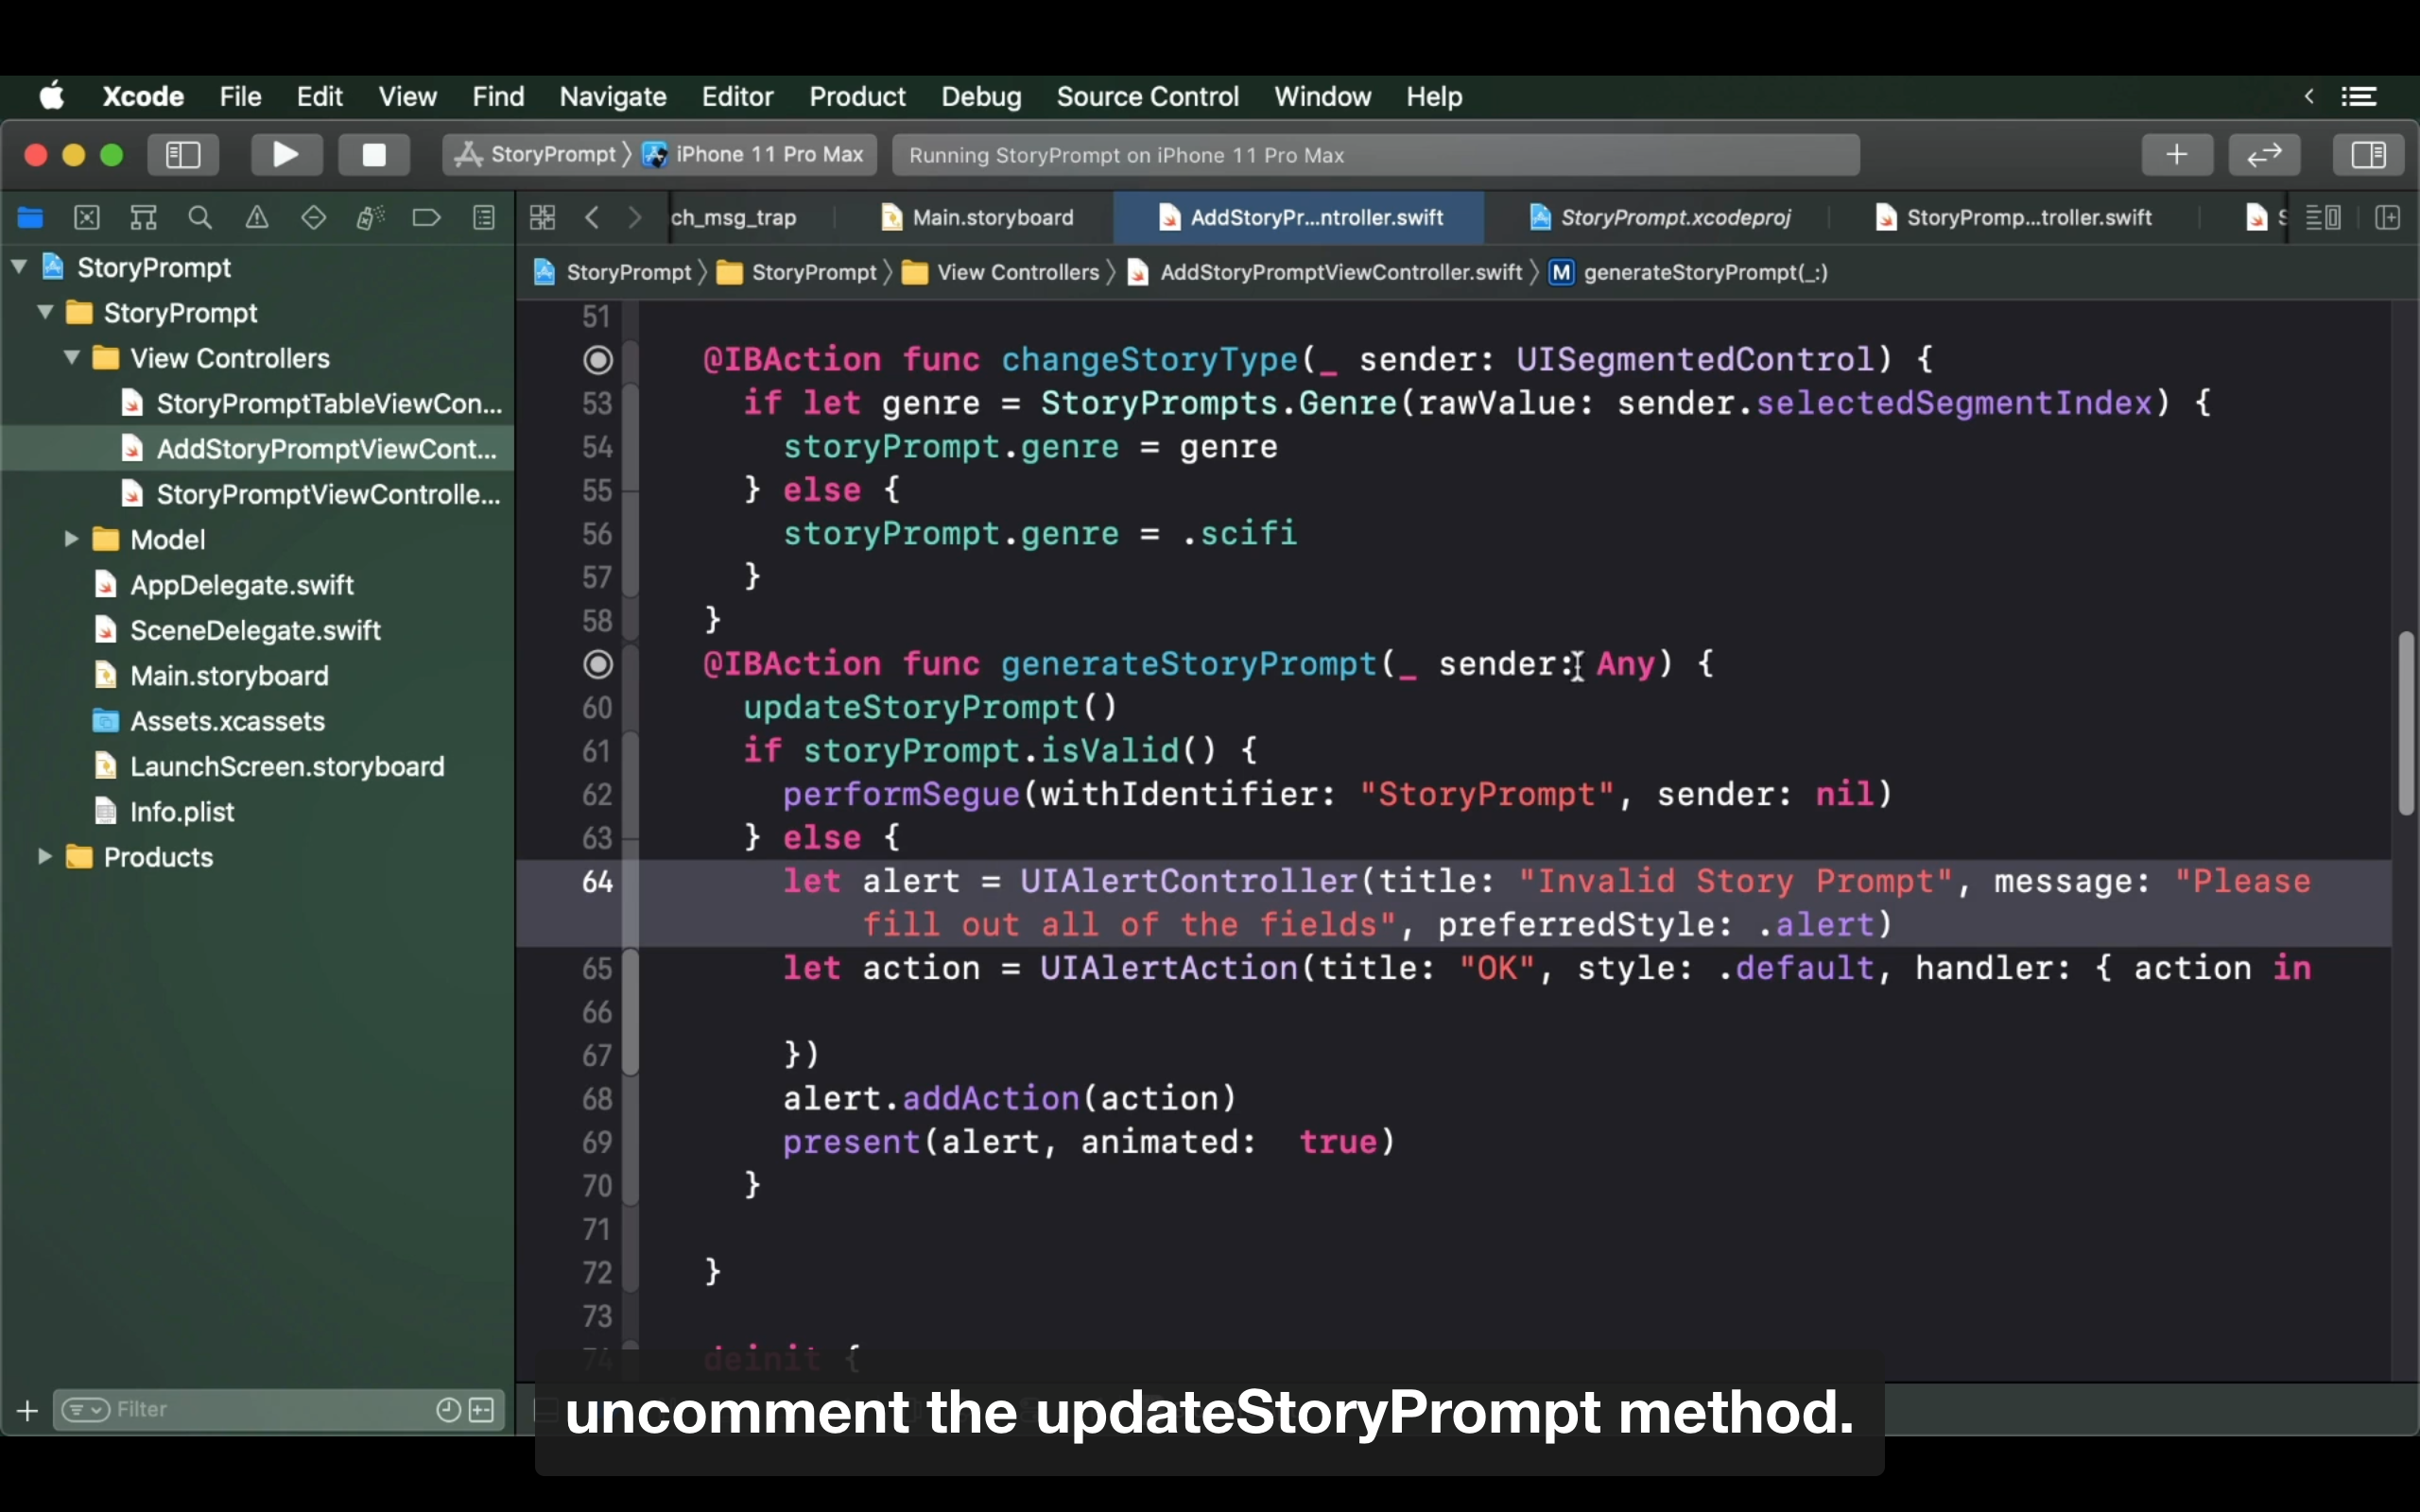 Xcode File Edit View Find Navigate Editor Product Debug Source Control Window Help
StoryPrompt iPhone 11 Pro Max Running StoryPrompt on iPhone 11 Pro Max
ch_msg_trap Main.storyboard AddStoryPr...ntroller.swift StoryPrompt.xcodeproj StoryPromp...troller.swift S
StoryPrompt StoryPrompt View Controllers AddStoryPromptViewController.swift M generateStoryPrompt(_:)
StoryPrompt
StoryPrompt
View Controllers
StoryPromptTableViewCon...
AddStoryPromptViewCont...
StoryPromptViewControlle...
Model
AppDelegate.swift
SceneDelegate.swift
Main.storyboard
Assets.xcassets
LaunchScreen.storyboard
Info.plist
Products
Filter
51
@IBAction func changeStoryType(_ sender: UISegmentedControl) {
53 if let genre = StoryPrompts.Genre(rawValue: sender.selectedSegmentIndex) {
54 storyPrompt.genre = genre
55 } else {
56 storyPrompt.genre = .scifi
57 }
58 }
@IBAction func generateStoryPrompt(_ sender: Any) {
60 updateStoryPrompt()
61 if storyPrompt.isValid() {
62 performSegue(withIdentifier: "StoryPrompt", sender: nil)
63 } else {
64 let alert = UIAlertController(title: "Invalid Story Prompt", message: "Please
fill out all of the fields", preferredStyle: .alert)
65 let action = UIAlertAction(title: "OK", style: .default, handler: { action in
66
67 })
68 alert.addAction(action)
69 present(alert, animated:  true)
70 }
71
72 }
73
74 deinit {
uncomment the updateStoryPrompt method.